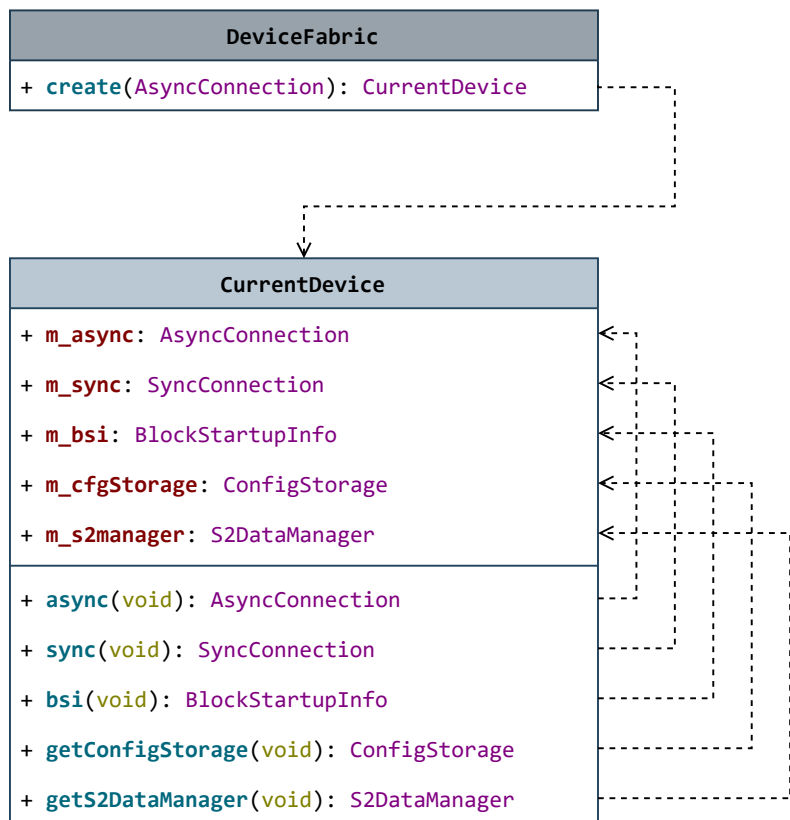 DeviceFabric
+ create(AsyncConnection): CurrentDevice
CurrentDevice
+ m_async: AsyncConnection
+ m_sync: SyncConnection
+ m_bsi: BlockStartupInfo
+ m_cfgStorage: ConfigStorage
+ m_s2manager: S2DataManager
+ async(void): AsyncConnection
+ sync(void): SyncConnection
+ bsi(void): BlockStartupInfo
+ getConfigStorage(void): ConfigStorage
+ getS2DataManager(void): S2DataManager